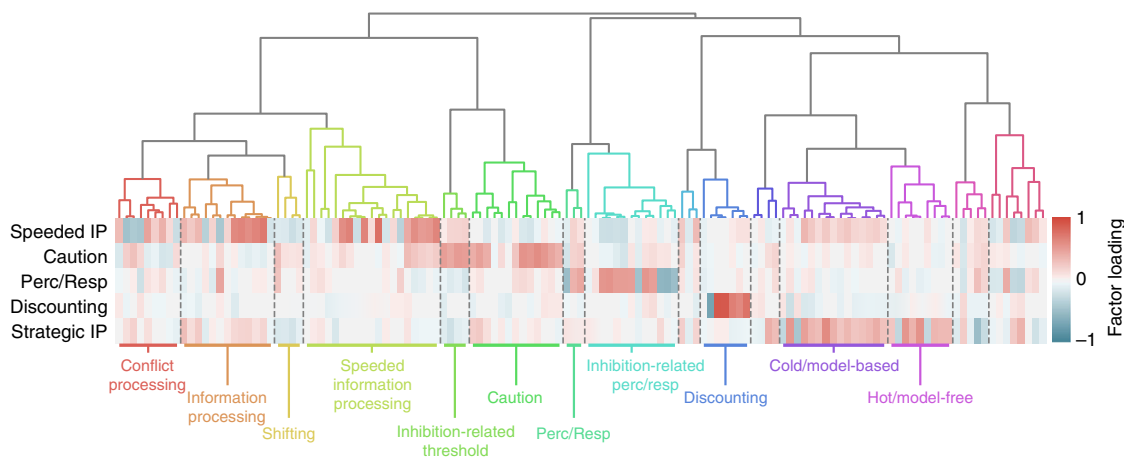 Speeded IP
Caution
Perc/Resp
Discounting
Strategic IP
1
0
−1
Factor loading
Conflict
processing
Information
processing
Shifting
Speeded
information
processing
Inhibition-related
threshold
Caution
Perc/Resp
Inhibition-related
perc/resp
Discounting
Cold/model-based
Hot/model-free